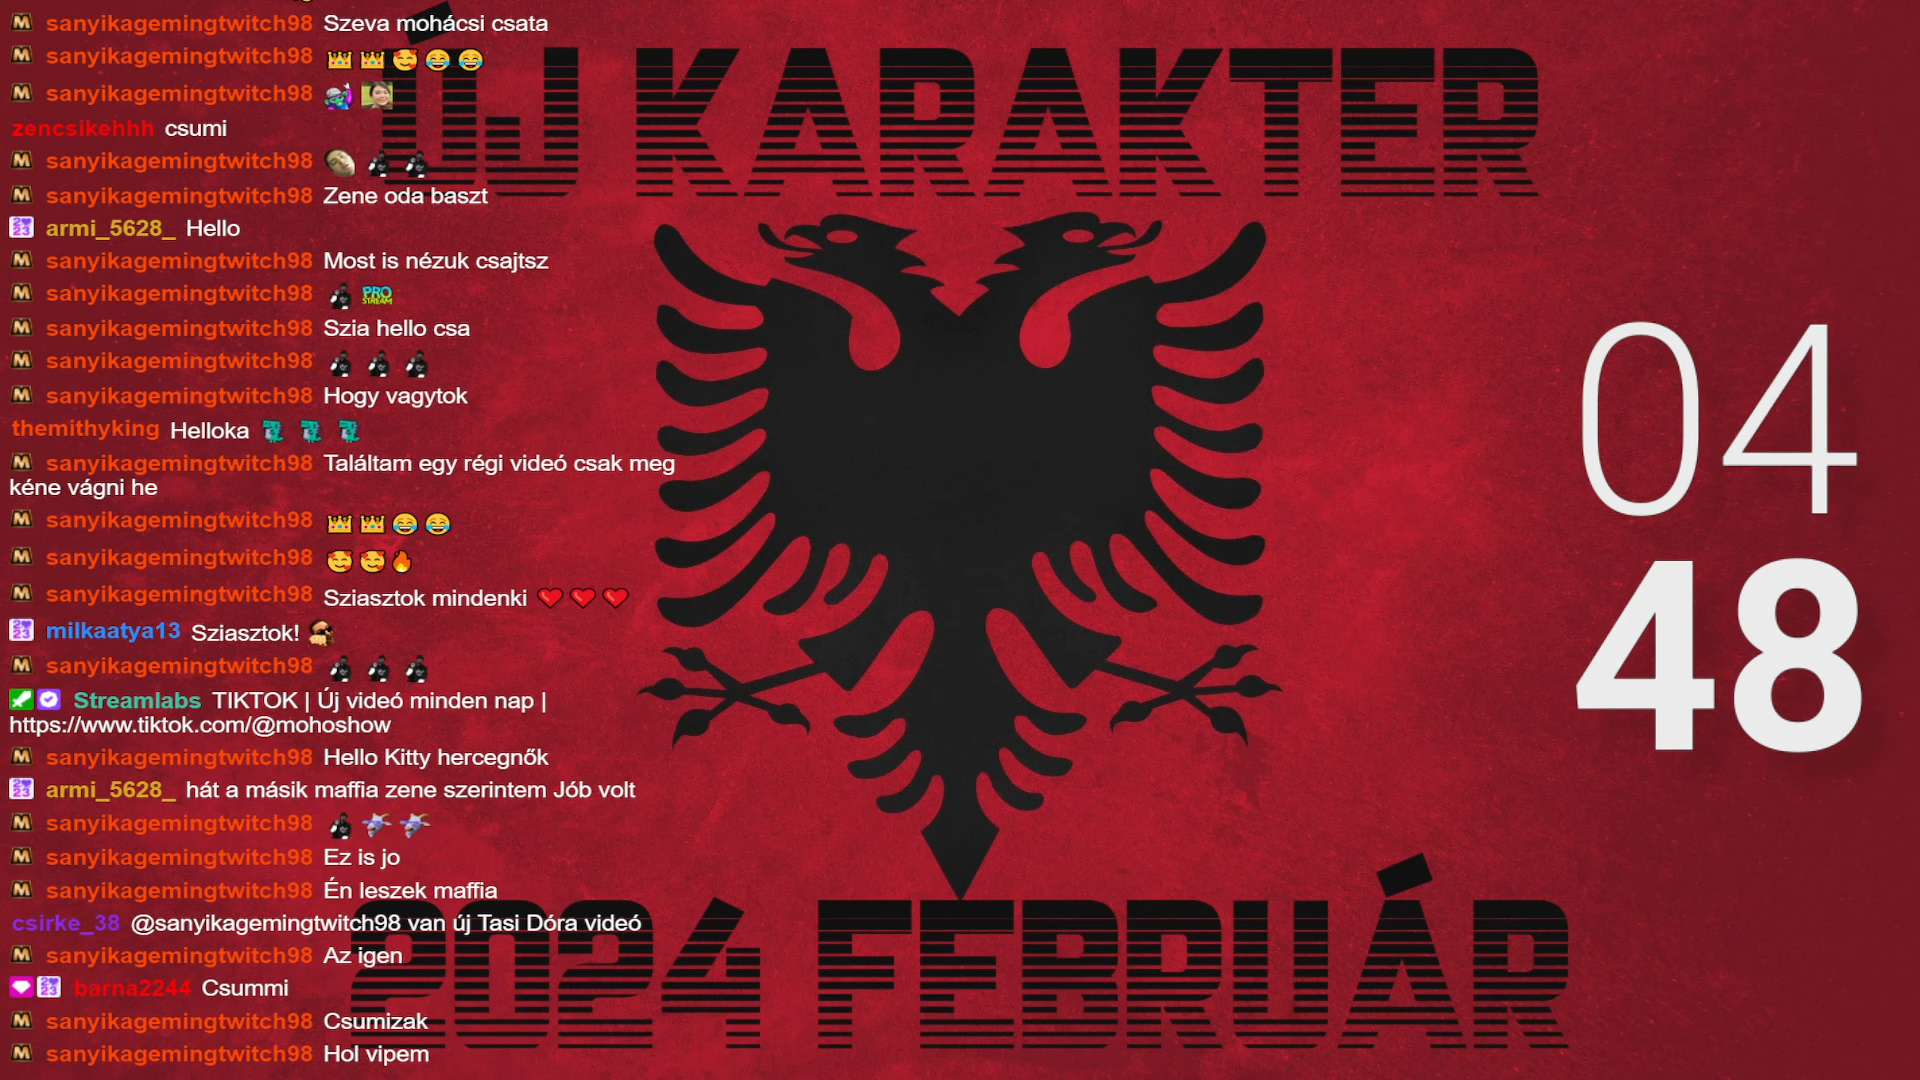 sanyikagemingtwitch98 Szeva mohácsi csata
sanyikagemingtwitch98
sanyikagemingtwitch98
zencsikehhh csumi
sanyikagemingtwitch98
sanyikagemingtwitch98 Zene oda baszt
armi_5628_ Hello
sanyikagemingtwitch98 Most is nézuk csajtsz
sanyikagemingtwitch98 PRO STREAM
sanyikagemingtwitch98 Szia hello csa
sanyikagemingtwitch98
sanyikagemingtwitch98 Hogy vagytok
themithyking Helloka
sanyikagemingtwitch98 Találtam egy régi videó csak meg
kéne vágni he
sanyikagemingtwitch98
sanyikagemingtwitch98
sanyikagemingtwitch98 Sziasztok mindenki
milkaatya13 Sziasztok!
sanyikagemingtwitch98
Streamlabs TIKTOK | Új videó minden nap |
https://www.tiktok.com/@mohoshow
sanyikagemingtwitch98 Hello Kitty hercegnők
armi_5628_ hát a másik maffia zene szerintem Jób volt
sanyikagemingtwitch98
sanyikagemingtwitch98 Ez is jo
sanyikagemingtwitch98 Én leszek maffia
csirke_38 @sanyikagemingtwitch98 van új Tasi Dóra videó
sanyikagemingtwitch98 Az igen
barna2244 Csummi
sanyikagemingtwitch98 Csumizak
sanyikagemingtwitch98 Hol vipem
ÚJ KARAKTER
2024 FEBRUÁR
04
48